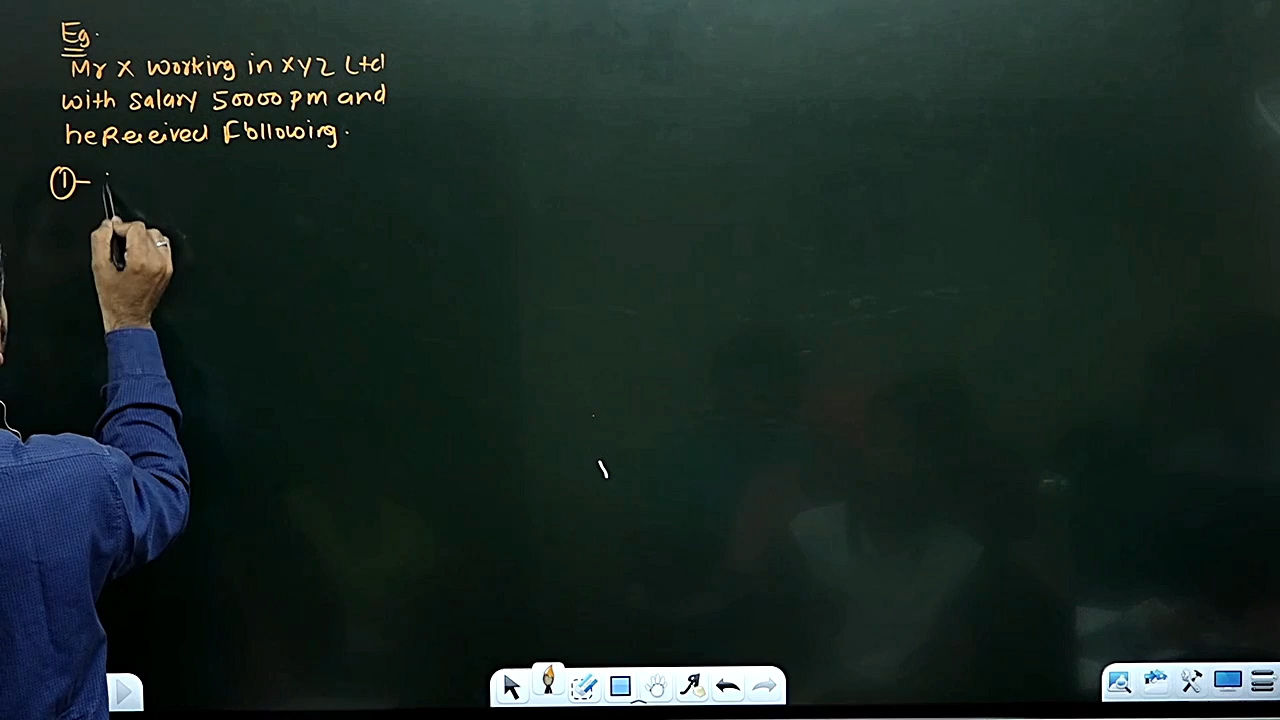 Eg.
Mr X working in XYZ Ltd
with salary 50000 pm and
he Received Following.
①-